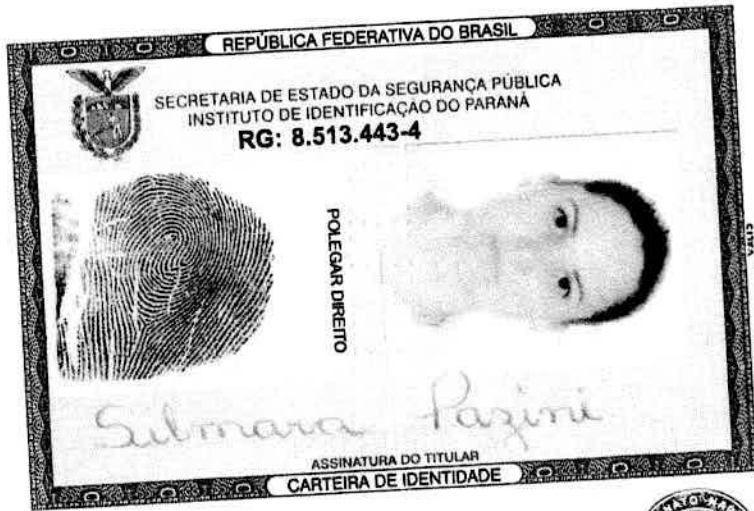 REPÚBLICA FEDERATIVA DO BRASIL
SECRETARIA DE ESTADO DA SEGURANÇA PÚBLICA
INSTITUTO DE IDENTIFICAÇÃO DO PARANÁ
RG: 8.513.443-4
POLEGAR DIREITO
Silmara Pazini
ASSINATURA DO TITULAR
CARTEIRA DE IDENTIDADE